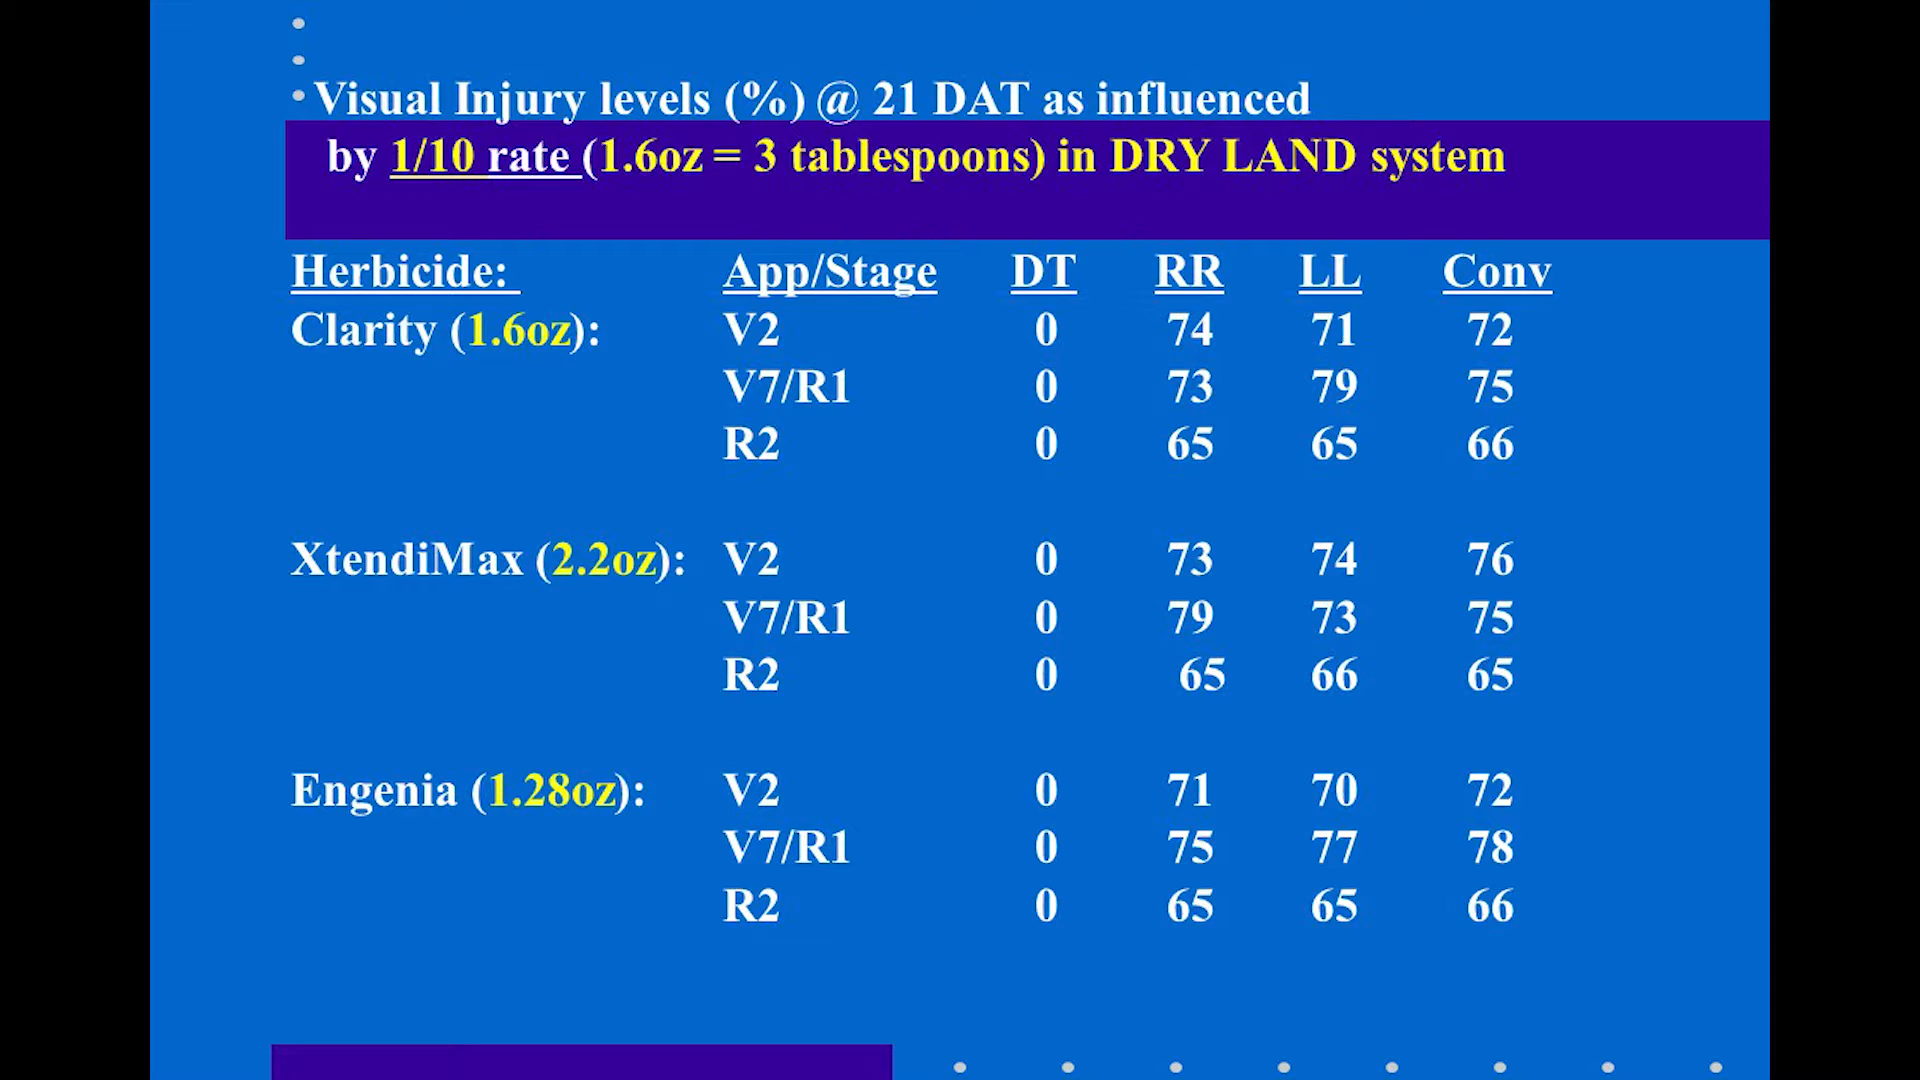 Visual Injury levels (%) @ 21 DAT as influenced
by 1/10 rate (1.6oz = 3 tablespoons) in DRY LAND system
Herbicide: App/Stage DT RR LL Conv
Clarity (1.6oz): V2 0 74 71 72
V7/R1 0 73 79 75
R2 0 65 65 66
XtendiMax (2.2oz): V2 0 73 74 76
V7/R1 0 79 73 75
R2 0 65 66 65
Engenia (1.28oz): V2 0 71 70 72
V7/R1 0 75 77 78
R2 0 65 65 66